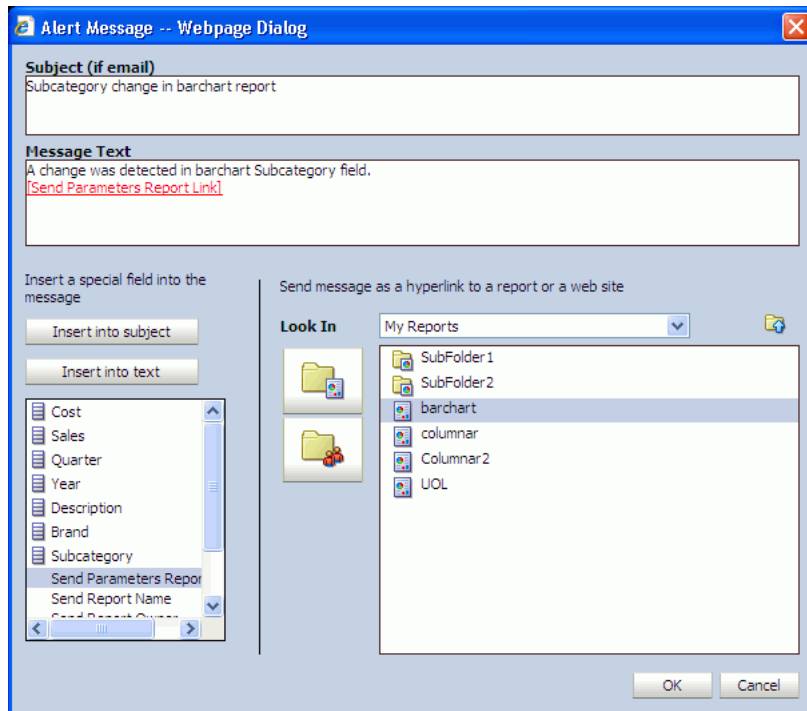 Alert Message -- Webpage Dialog
Subject (if email)
Subcategory change in barchart report
Message Text
A change was detected in barchart Subcategory field.
[Send Parameters Report Link]
Insert a special field into the
message
Insert into subject
Insert into text
Cost
Sales
Quarter
Year
Description
Brand
Subcategory
Send Parameters Repor
Send Report Name
Send Report Owner
Send message as a hyperlink to a report or a web site
Look In
My Reports
SubFolder1
SubFolder2
barchart
columnar
Columnar2
UOL
OK
Cancel